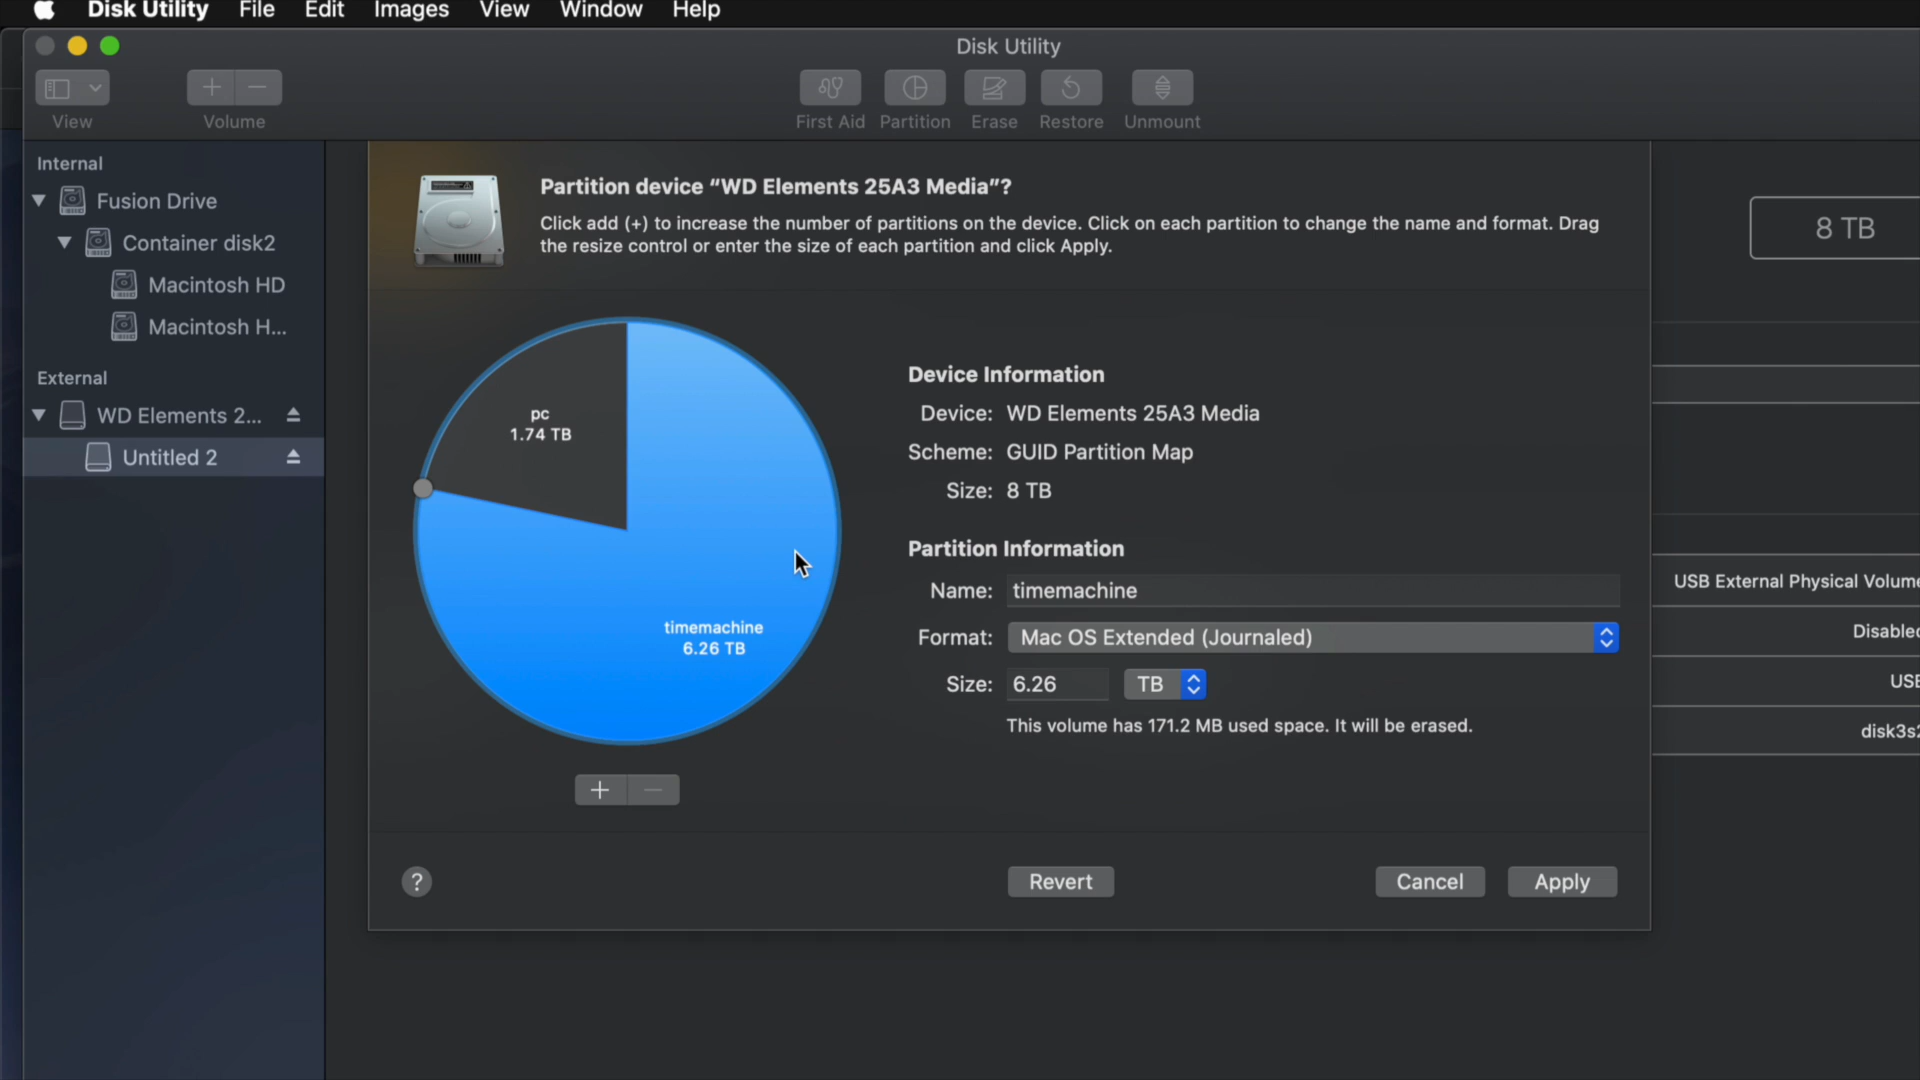 Disk Utility File Edit Images View Window Help
Disk Utility
View Volume First Aid Partition Erase Restore Unmount
Internal
Fusion Drive
Container disk2
Macintosh HD
Macintosh H...
External
WD Elements 2...
Untitled 2
Partition device “WD Elements 25A3 Media”?
Click add (+) to increase the number of partitions on the device. Click on each partition to change the name and format. Drag
the resize control or enter the size of each partition and click Apply.
8 TB
pc
1.74 TB
timemachine
6.26 TB
Device Information
Device: WD Elements 25A3 Media
Scheme: GUID Partition Map
Size: 8 TB
Partition Information
Name: timemachine
Format: Mac OS Extended (Journaled)
Size: 6.26 TB
This volume has 171.2 MB used space. It will be erased.
USB External Physical Volume
Disabled
USB
disk3s2
? Revert Cancel Apply